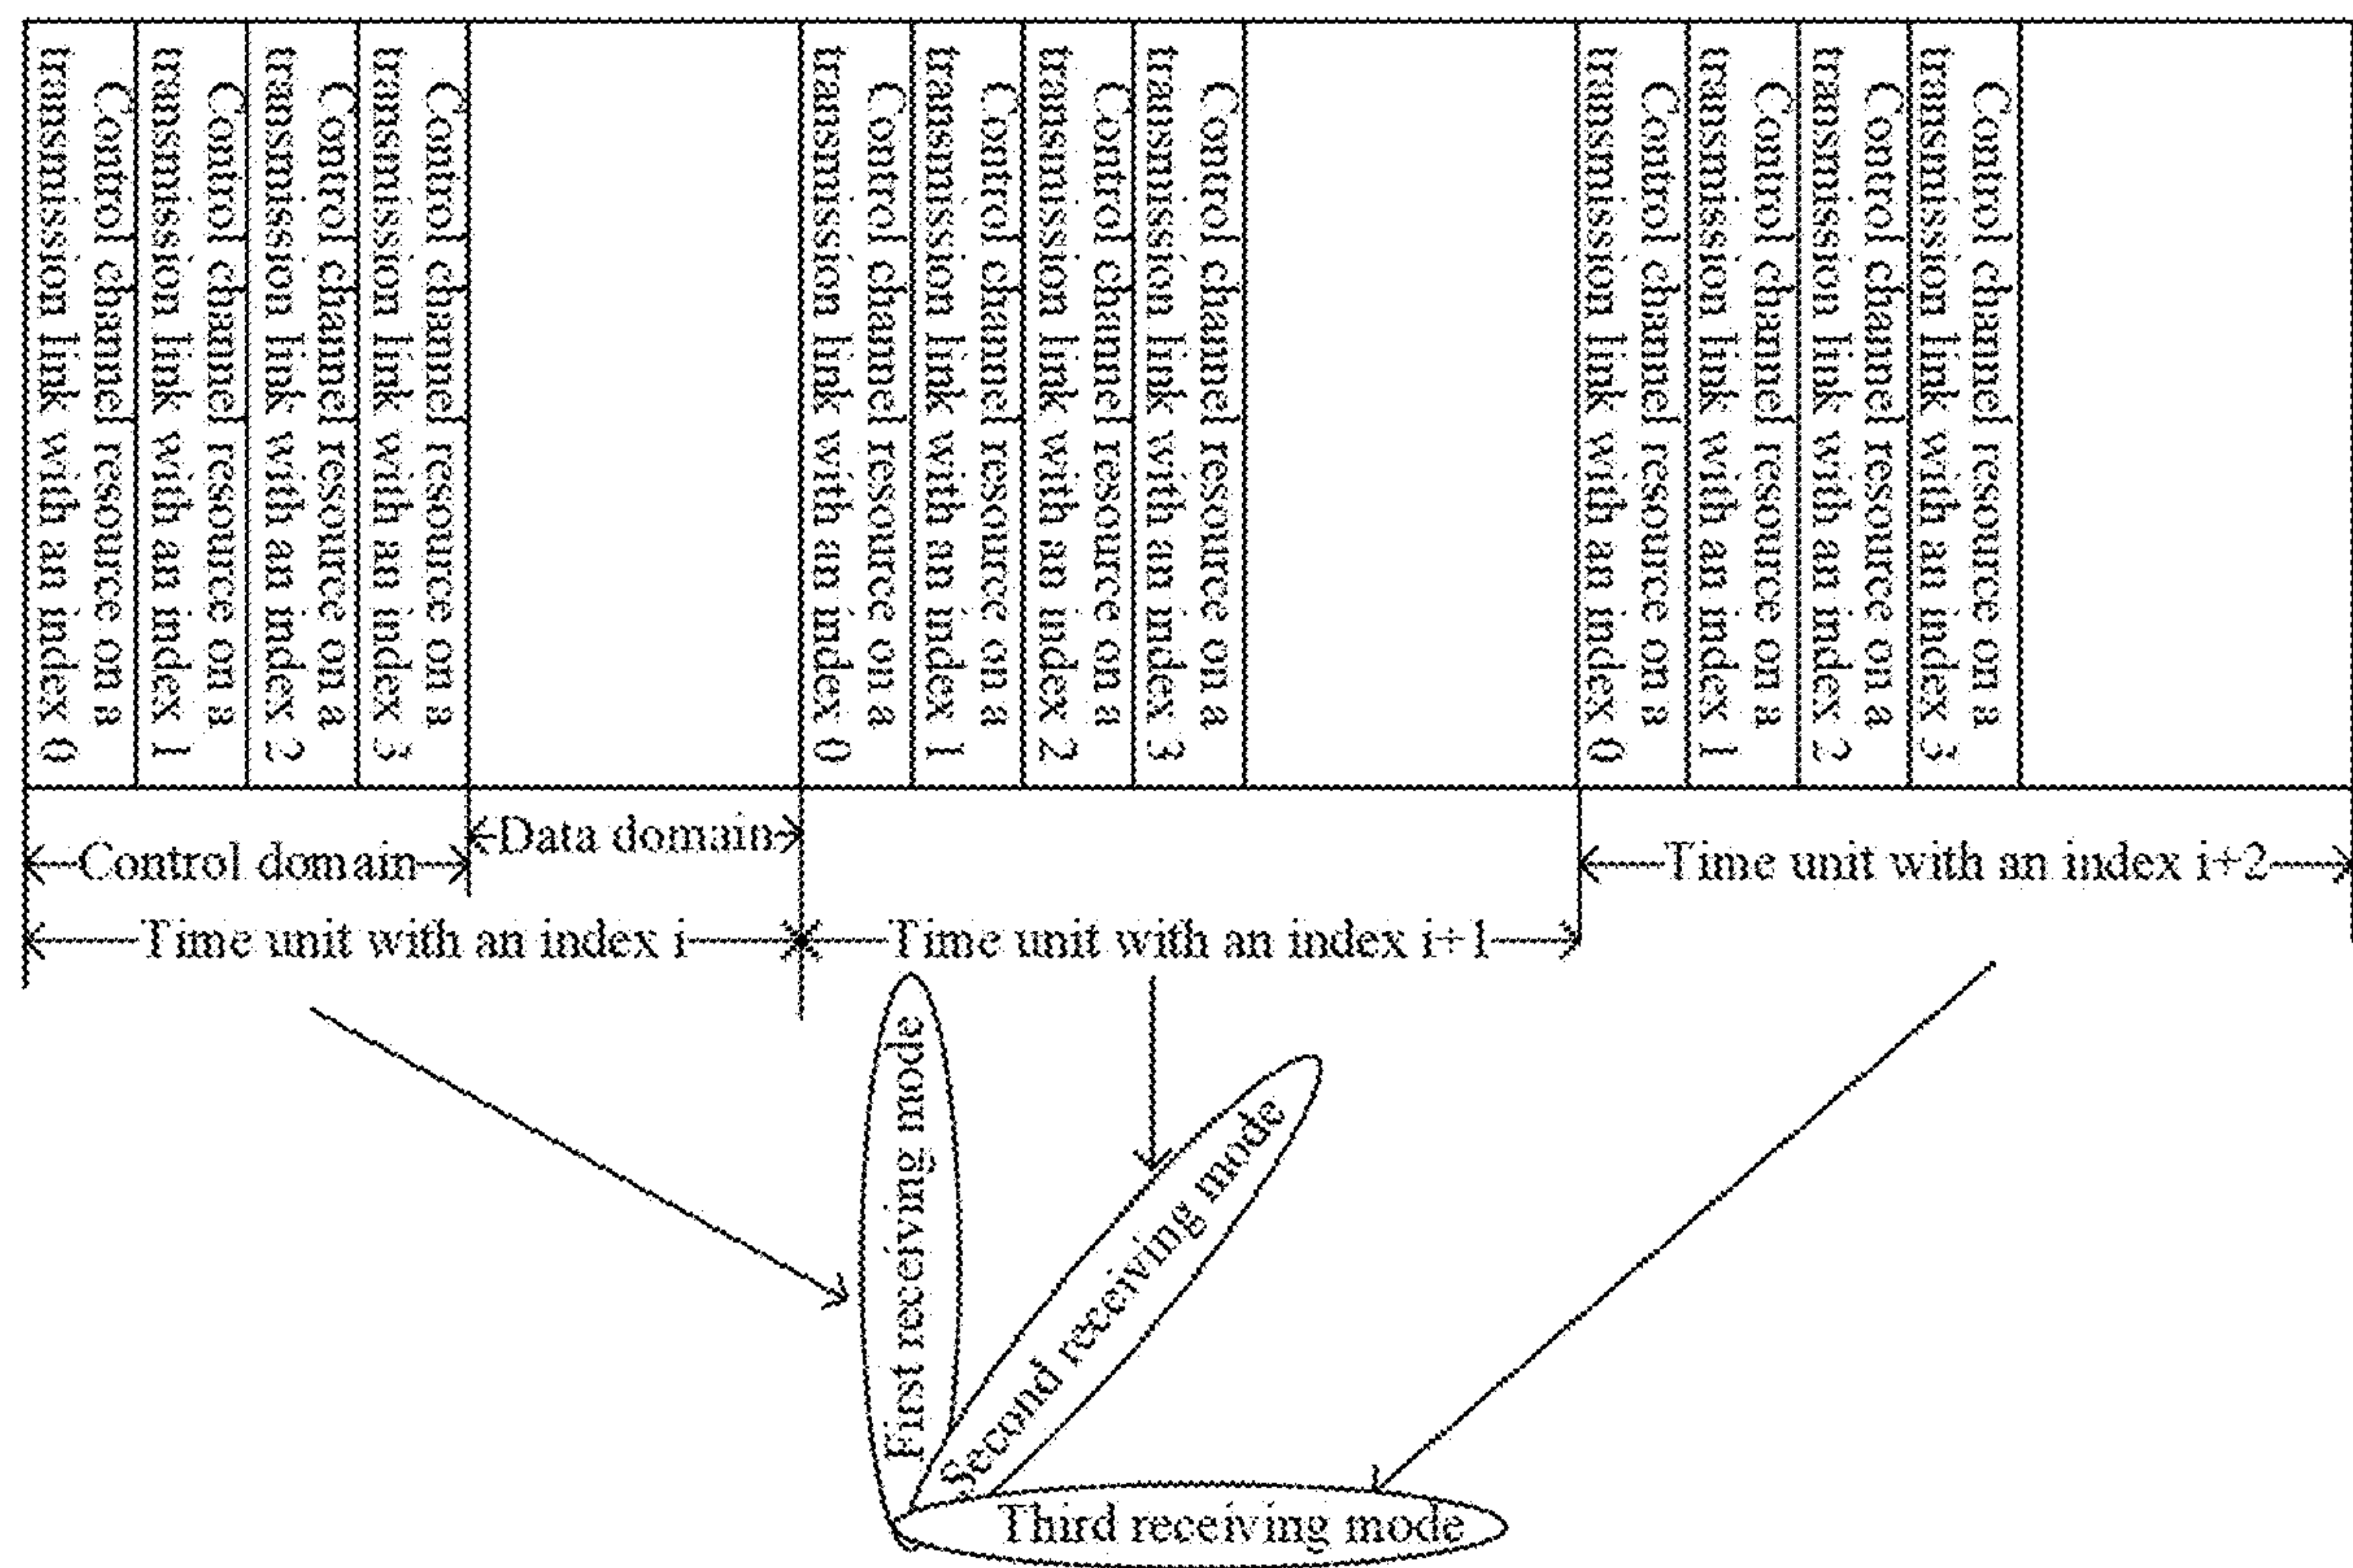 Control channel resource on a
transmission link with an index 0
Control channel resource on a
transmission link with an index 1
Control channel resource on a
transmission link with an index 2
Control channel resource on a
transmission link with an index 3
Control channel resource on a
transmission link with an index 0
Control channel resource on a
transmission link with an index 1
Control channel resource on a
transmission link with an index 2
Control channel resource on a
transmission link with an index 3
Control channel resource on a
transmission link with an index 0
Control channel resource on a
transmission link with an index 1
Control channel resource on a
transmission link with an index 2
Control channel resource on a
transmission link with an index 3
Data domain
Control domain
Time unit with an index i+2
Time unit with an index i
Time unit with an index i+1
First receiving mode
Second receiving mode
Third receiving mode